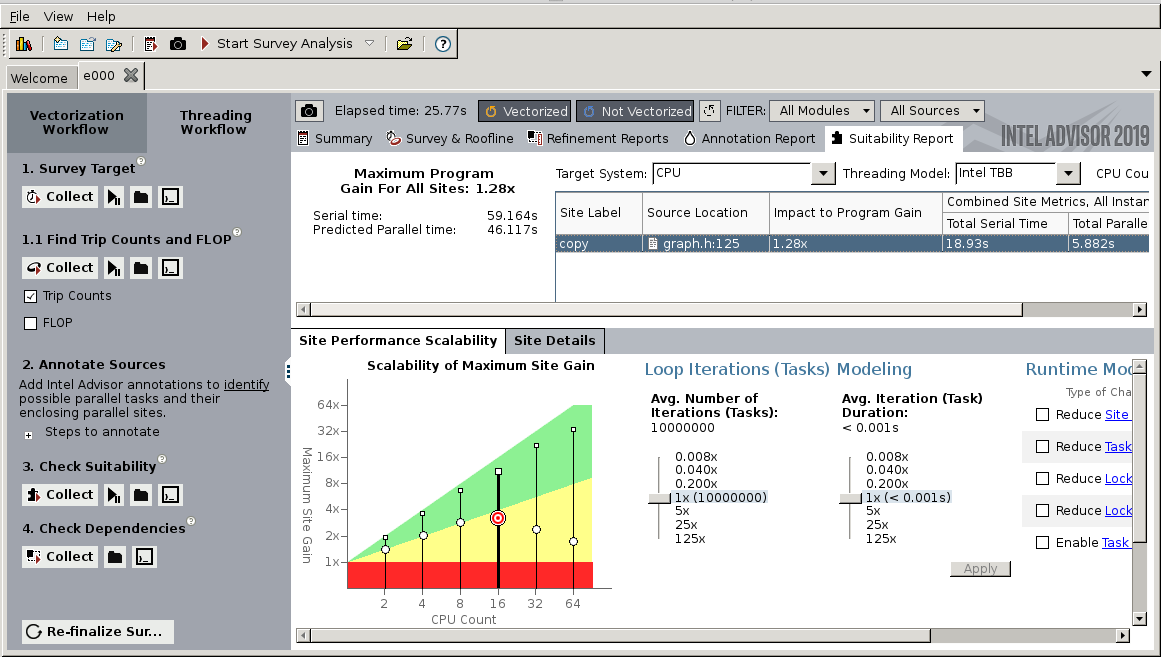 File View Help
Start Survey Analysis
Welcome e000
Vectorization Workflow
Threading Workflow
Elapsed time: 25.77s Vectorized Not Vectorized FILTER: All Modules All Sources
Summary Survey & Roofline Refinement Reports Annotation Report Suitability Report
INTEL ADVISOR 2019
1. Survey Target ?
Collect
1.1 Find Trip Counts and FLOP ?
Collect
Trip Counts
FLOP
2. Annotate Sources
Add Intel Advisor annotations to identify
possible parallel tasks and their
enclosing parallel sites.
Steps to annotate
3. Check Suitability ?
Collect
4. Check Dependencies ?
Collect
Re-finalize Sur...
Maximum Program
Gain For All Sites: 1.28x
Serial time: 59.164s
Predicted Parallel time: 46.117s
Target System: CPU Threading Model: Intel TBB CPU Cou
Site Label Source Location Impact to Program Gain Combined Site Metrics, All Instan
Total Serial Time Total Paralle
copy graph.h:125 1.28x 18.93s 5.882s
Site Performance Scalability Site Details
Scalability of Maximum Site Gain
Maximum Site Gain
64x
32x
16x
8x
4x
2x
1x
2 4 8 16 32 64
CPU Count
Loop Iterations (Tasks) Modeling
Avg. Number of
Iterations (Tasks):
10000000
0.008x
0.040x
0.200x
1x (10000000)
5x
25x
125x
Avg. Iteration (Task)
Duration:
< 0.001s
0.008x
0.040x
0.200x
1x (< 0.001s)
5x
25x
125x
Apply
Runtime Mod
Type of Cha
Reduce Site
Reduce Task
Reduce Lock
Reduce Lock
Enable Task